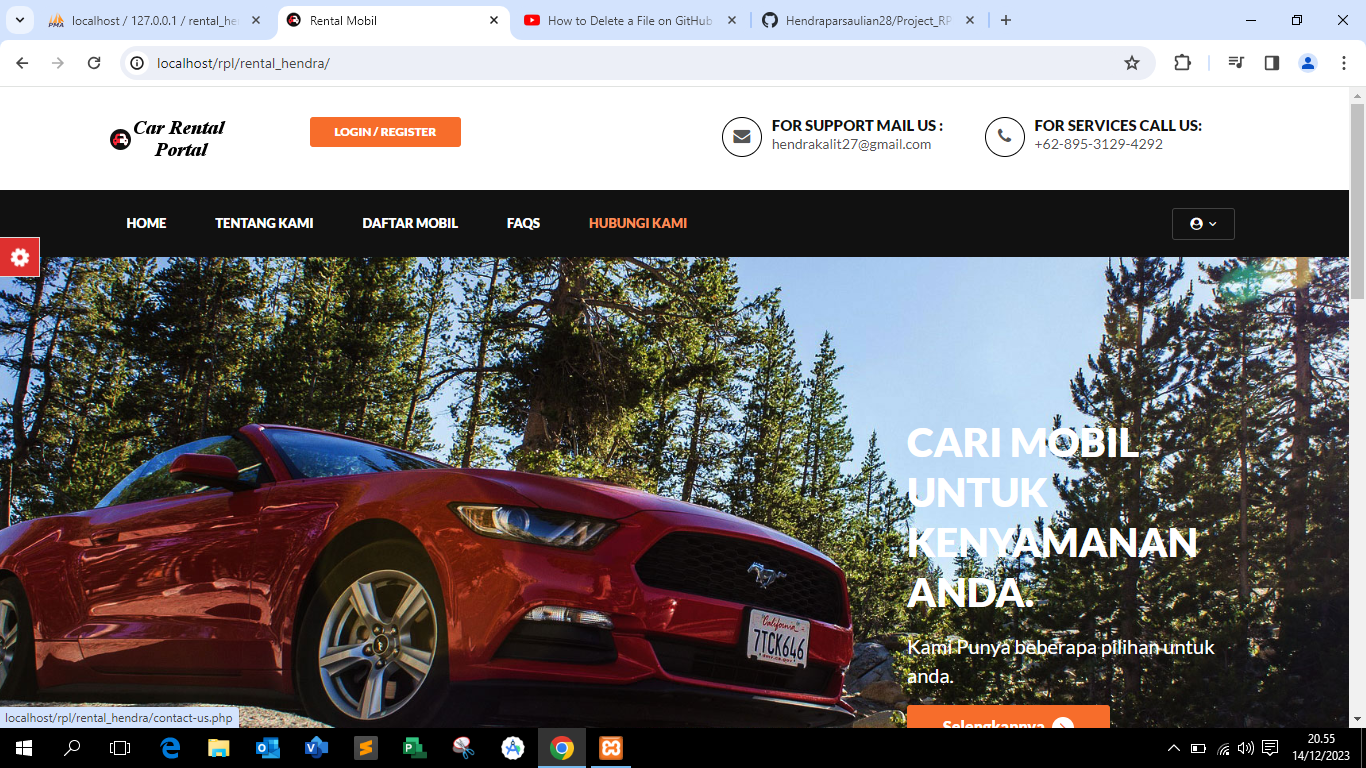 localhost / 127.0.0.1 / rental_he
Rental Mobil
How to Delete a File on GitHub
Hendraparsaulian28/Project_RP
localhost/rpl/rental_hendra/
Car Rental
Portal
LOGIN / REGISTER
FOR SUPPORT MAIL US :
hendrakalit27@gmail.com
FOR SERVICES CALL US:
+62-895-3129-4292
HOME
TENTANG KAMI
DAFTAR MOBIL
FAQS
HUBUNGI KAMI
CARI MOBIL
UNTUK
KENYAMANAN
ANDA.
Kami Punya beberapa pilihan untuk
anda.
Selengkapnya
California
7TCK646
localhost/rpl/rental_hendra/contact-us.php
20.55
14/12/2023